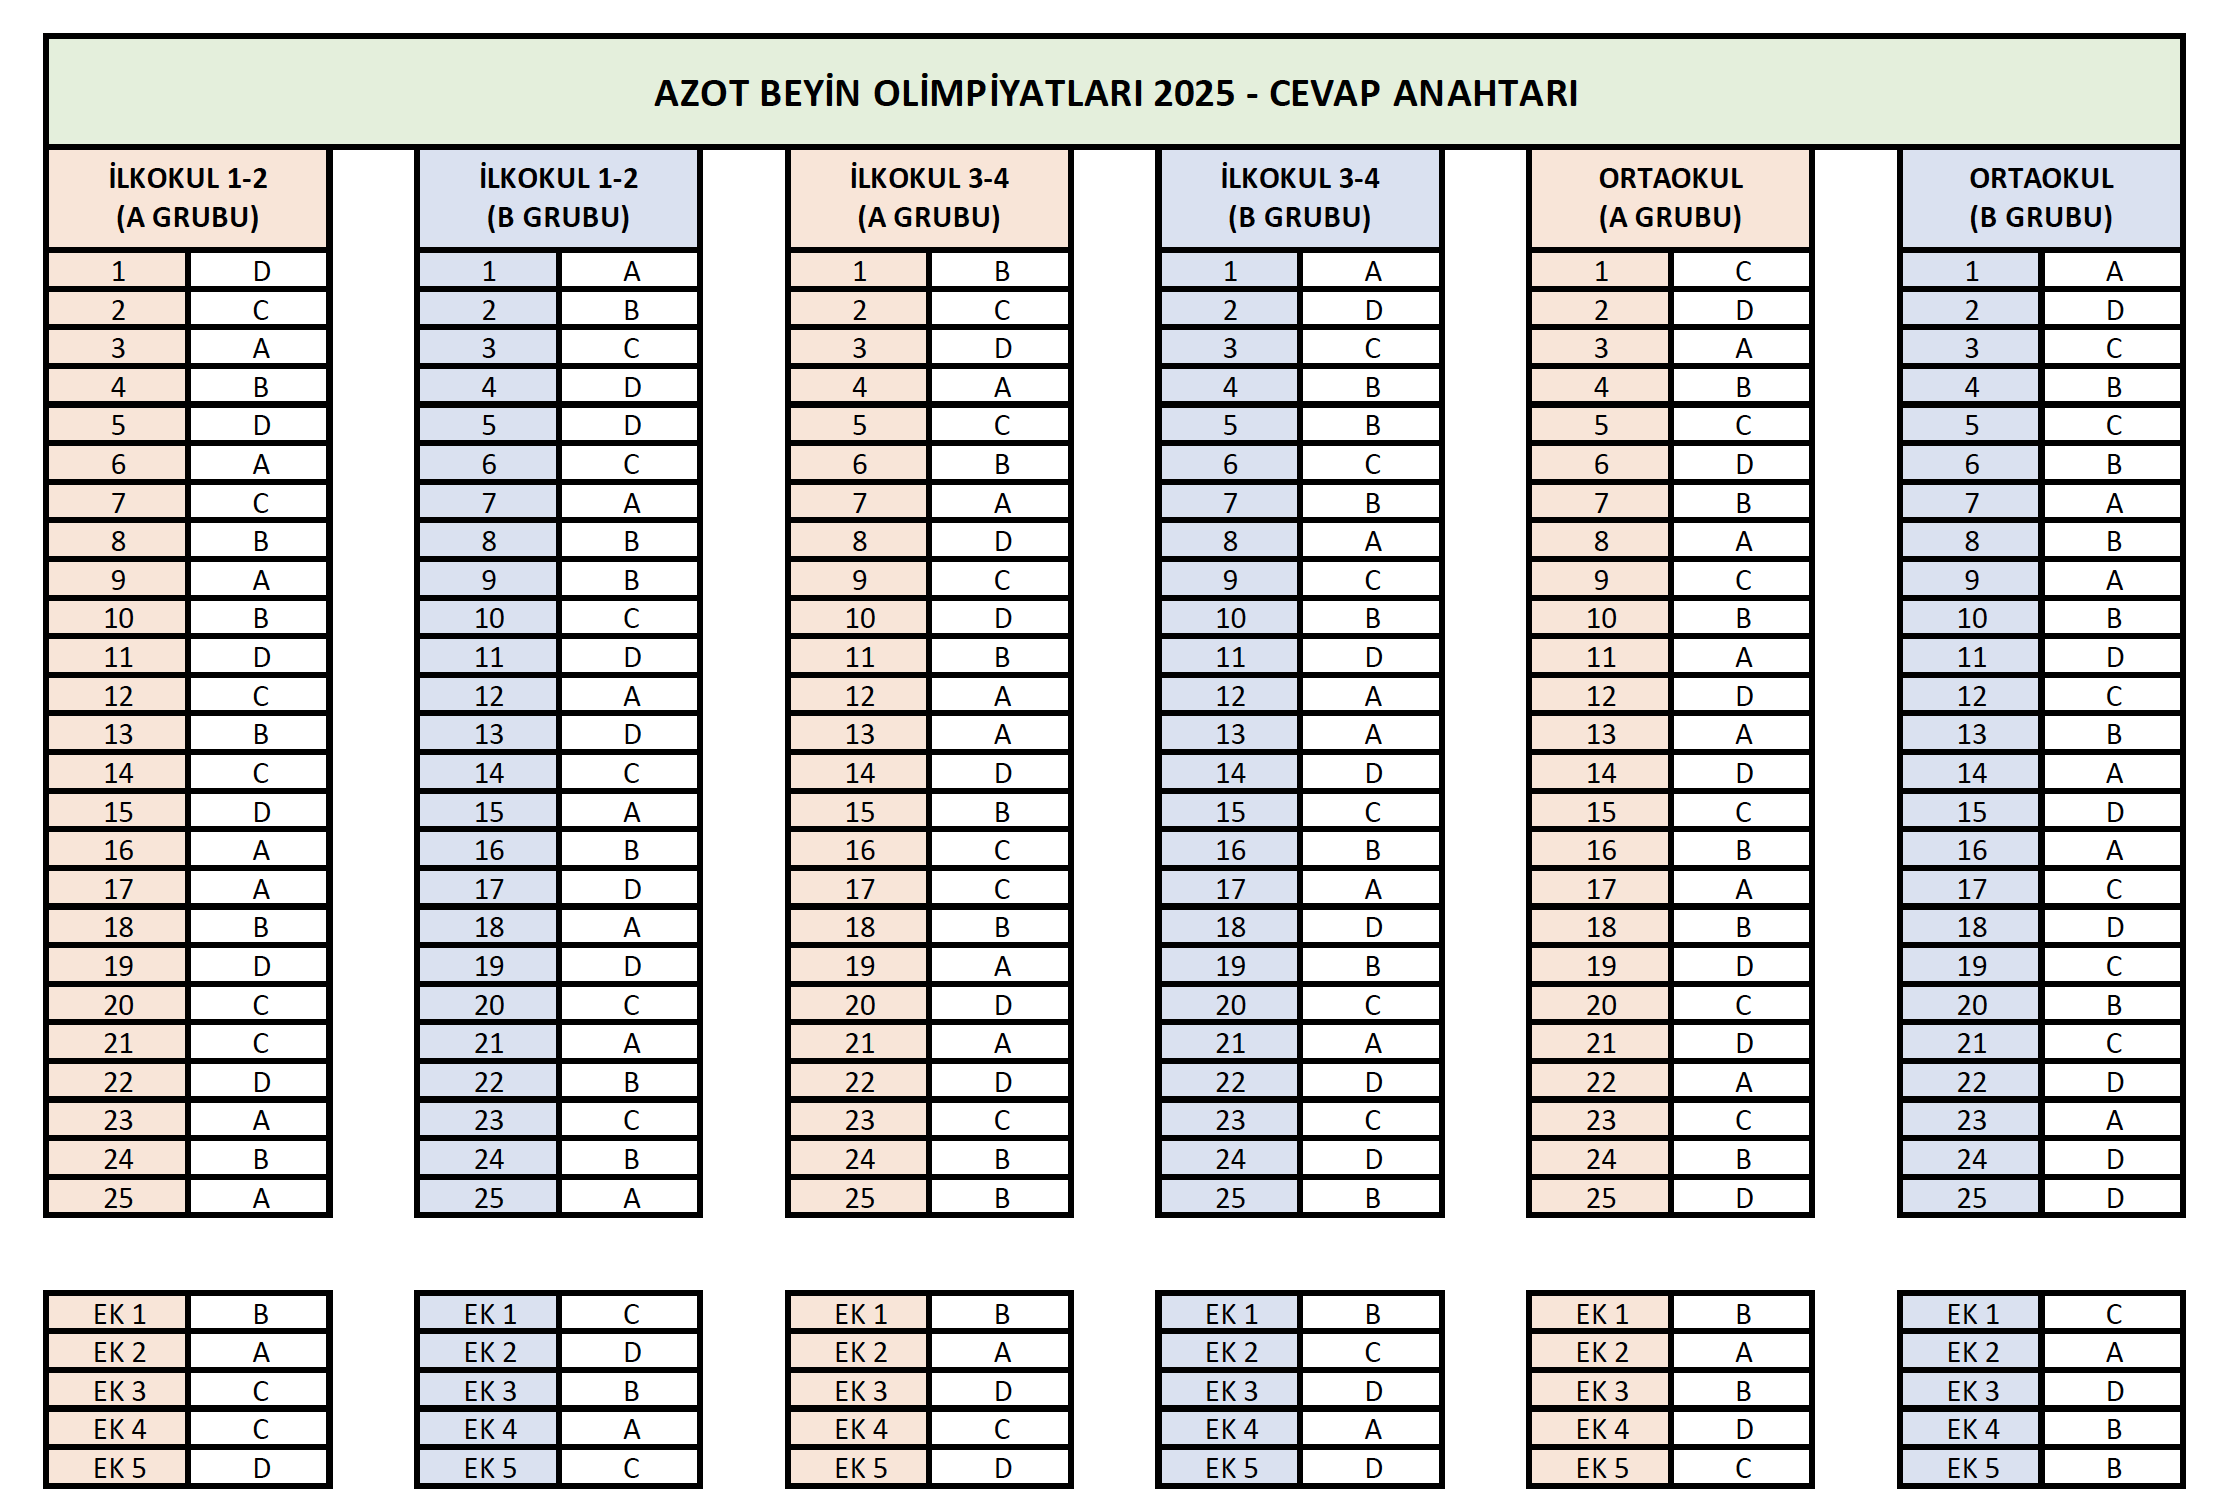 AZOT BEYİN OLİMPİYATLARI 2025 - CEVAP ANAHTARI
İLKOKUL 1-2 İLKOKUL 1-2 İLKOKUL 3-4 İLKOKUL 3-4 ORTAOKUL ORTAOKUL
(A GRUBU) (B GRUBU) (A GRUBU) (B GRUBU) (A GRUBU) (B GRUBU)
1 D 1 A 1 B 1 A 1 C 1 A
2 C 2 B 2 C 2 D 2 D 2 D
3 A 3 C 3 D 3 C 3 A 3 C
4 B 4 D 4 A 4 B 4 B 4 B
5 D 5 D 5 C 5 B 5 C 5 C
6 A 6 C 6 B 6 C 6 D 6 B
7 C 7 A 7 A 7 B 7 B 7 A
8 B 8 B 8 D 8 A 8 A 8 B
9 A 9 B 9 C 9 C 9 C 9 A
10 B 10 C 10 D 10 B 10 B 10 B
11 D 11 D 11 B 11 D 11 A 11 D
12 C 12 A 12 A 12 A 12 D 12 C
13 B 13 D 13 A 13 A 13 A 13 B
14 C 14 C 14 D 14 D 14 D 14 A
15 D 15 A 15 B 15 C 15 C 15 D
16 A 16 B 16 C 16 B 16 B 16 A
17 A 17 D 17 C 17 A 17 A 17 C
18 B 18 A 18 B 18 D 18 B 18 D
19 D 19 D 19 A 19 B 19 D 19 C
20 C 20 C 20 D 20 C 20 C 20 B
21 C 21 A 21 A 21 A 21 D 21 C
22 D 22 B 22 D 22 D 22 A 22 D
23 A 23 C 23 C 23 C 23 C 23 A
24 B 24 B 24 B 24 D 24 B 24 D
25 A 25 A 25 B 25 B 25 D 25 D
EK 1 B EK 1 C EK 1 B EK 1 B EK 1 B EK 1 C
EK 2 A EK 2 D EK 2 A EK 2 C EK 2 A EK 2 A
EK 3 C EK 3 B EK 3 D EK 3 D EK 3 B EK 3 D
EK 4 C EK 4 A EK 4 C EK 4 A EK 4 D EK 4 B
EK 5 D EK 5 C EK 5 D EK 5 D EK 5 C EK 5 B